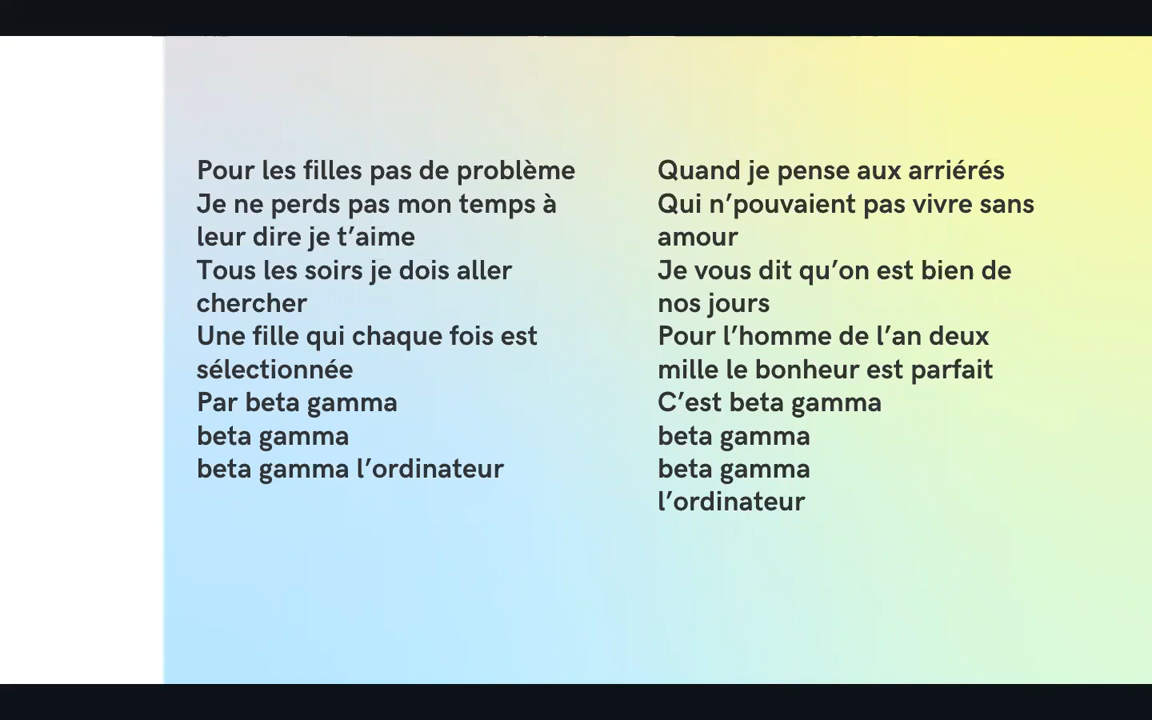 Pour les filles pas de problème
Je ne perds pas mon temps à
leur dire je t’aime
Tous les soirs je dois aller
chercher
Une fille qui chaque fois est
sélectionnée
Par beta gamma
beta gamma
beta gamma l’ordinateur
Quand je pense aux arriérés
Qui n’pouvaient pas vivre sans
amour
Je vous dit qu’on est bien de
nos jours
Pour l’homme de l’an deux
mille le bonheur est parfait
C’est beta gamma
beta gamma
beta gamma
l’ordinateur